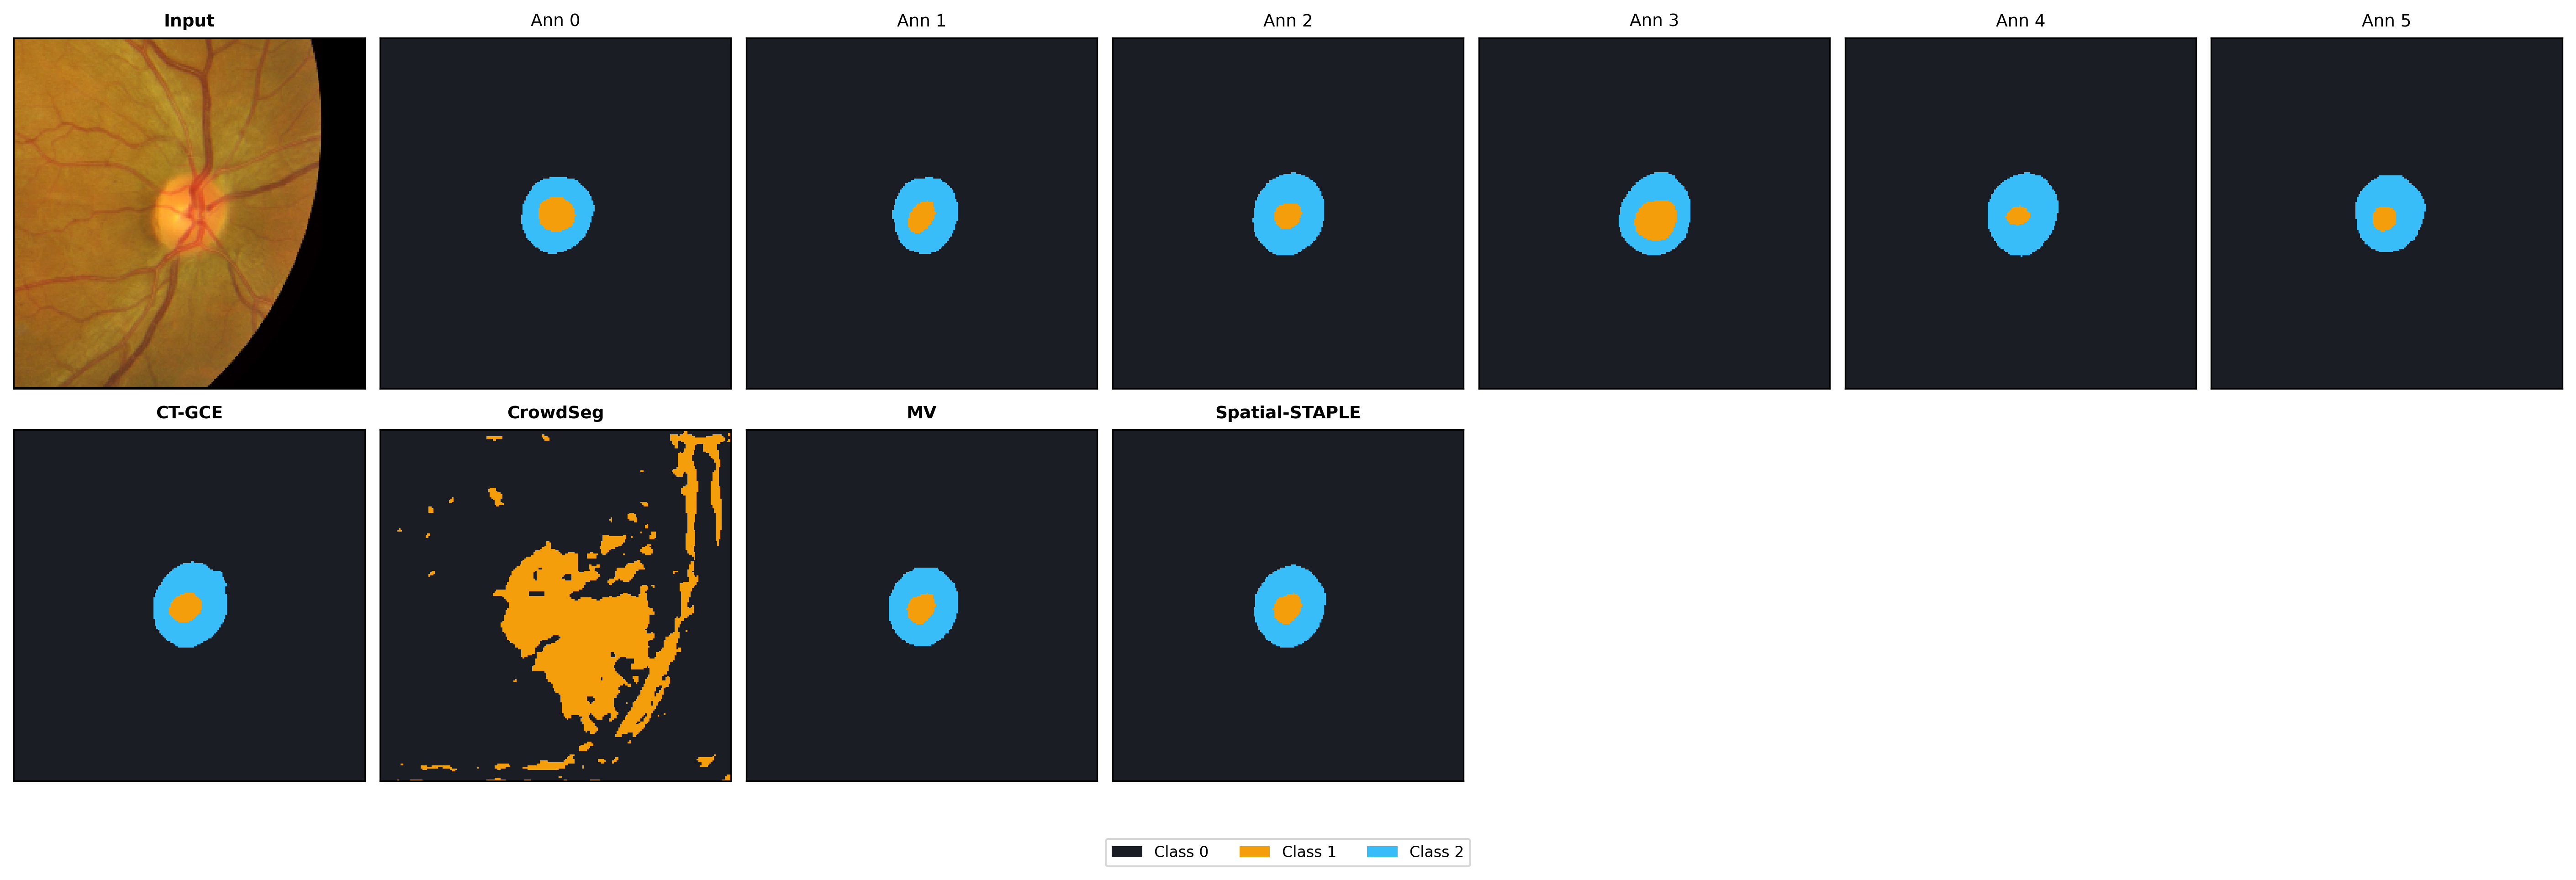 Input Ann 0 Ann 1 Ann 2 Ann 3 Ann 4 Ann 5
CT-GCE CrowdSeg MV Spatial-STAPLE
Class 0 Class 1 Class 2